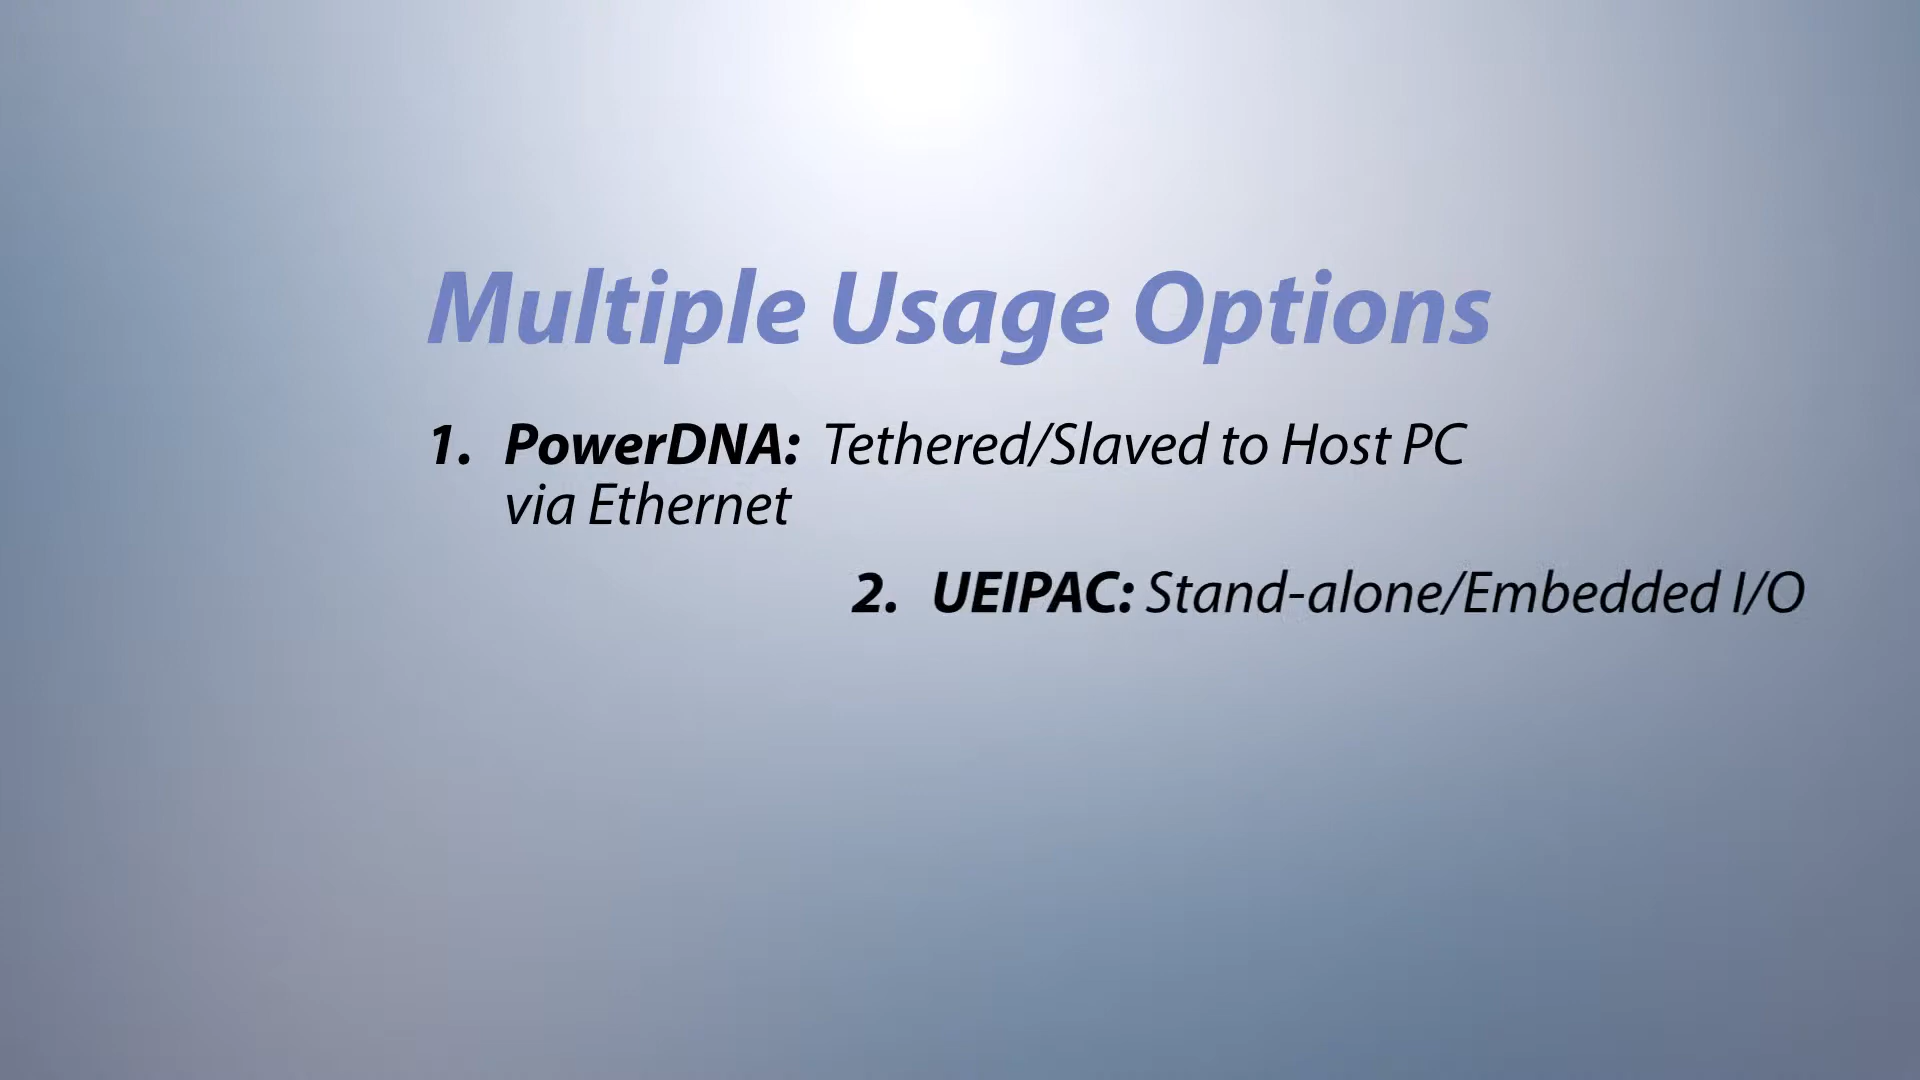 Multiple Usage Options
1. PowerDNA: Tethered/Slaved to Host PC
via Ethernet
2. UEIPAC: Stand-alone/Embedded I/O